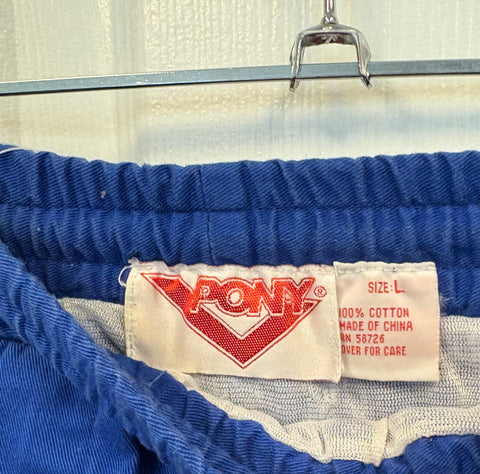 PONY®
SIZE: L
100% COTTON
MADE OF CHINA
RN 58726
OVER FOR CARE